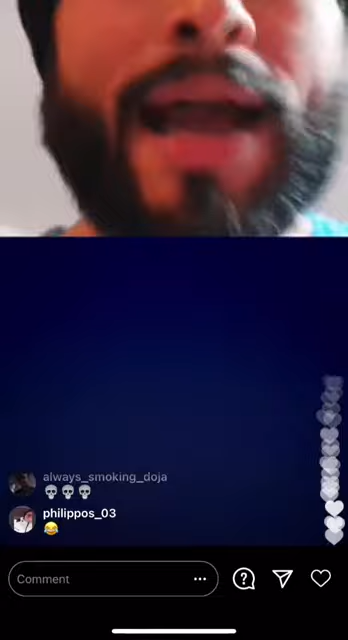 always_smoking_doja
💀💀💀
philippos_03
😂
Comment